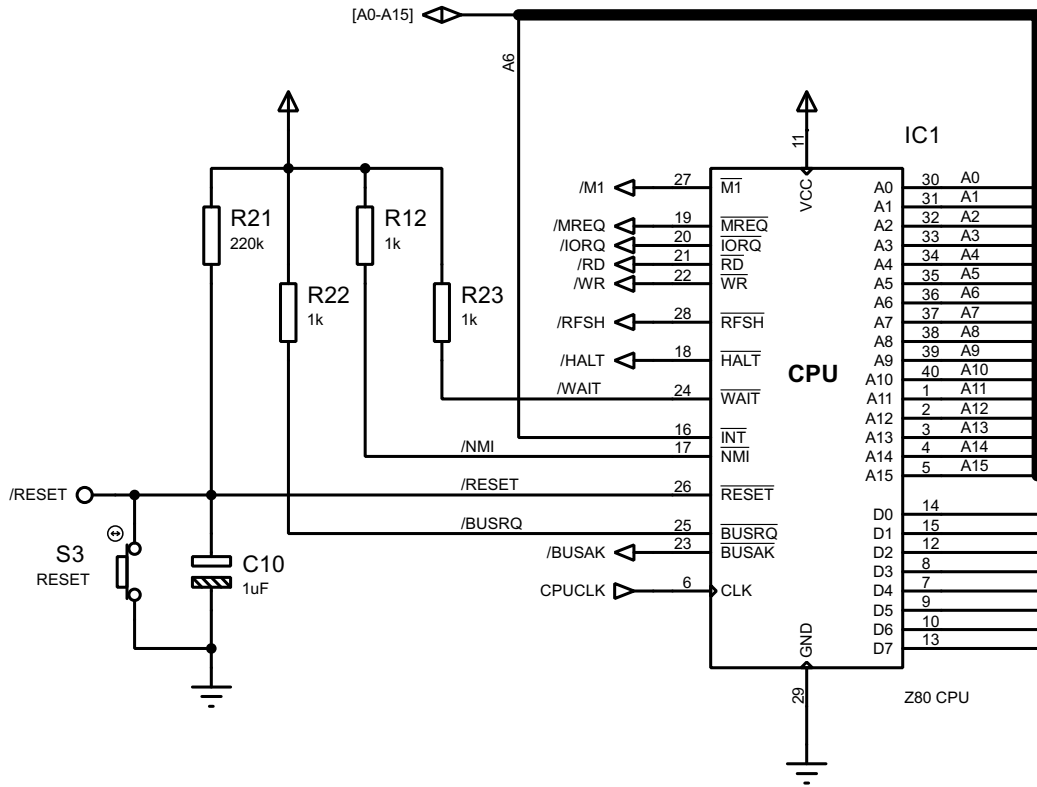 [A0-A15]
A6
IC1
11
VCC
/M1 27 M1
/MREQ 19 MREQ
/IORQ 20 IORQ
/RD 21 RD
/WR 22 WR
/RFSH 28 RFSH
/HALT 18 HALT
/WAIT 24 WAIT
16 INT
/NMI 17 NMI
/RESET
/RESET 26 RESET
/BUSRQ 25 BUSRQ
/BUSAK 23 BUSAK
CPUCLK 6 CLK
R21
220k
R12
1k
R22
1k
R23
1k
S3
RESET
C10
1uF
CPU
A0 30 A0
A1 31 A1
A2 32 A2
A3 33 A3
A4 34 A4
A5 35 A5
A6 36 A6
A7 37 A7
A8 38 A8
A9 39 A9
A10 40 A10
A11 1 A11
A12 2 A12
A13 3 A13
A14 4 A14
A15 5 A15
D0 14
D1 15
D2 12
D3 8
D4 7
D5 9
D6 10
D7 13
GND
29
Z80 CPU